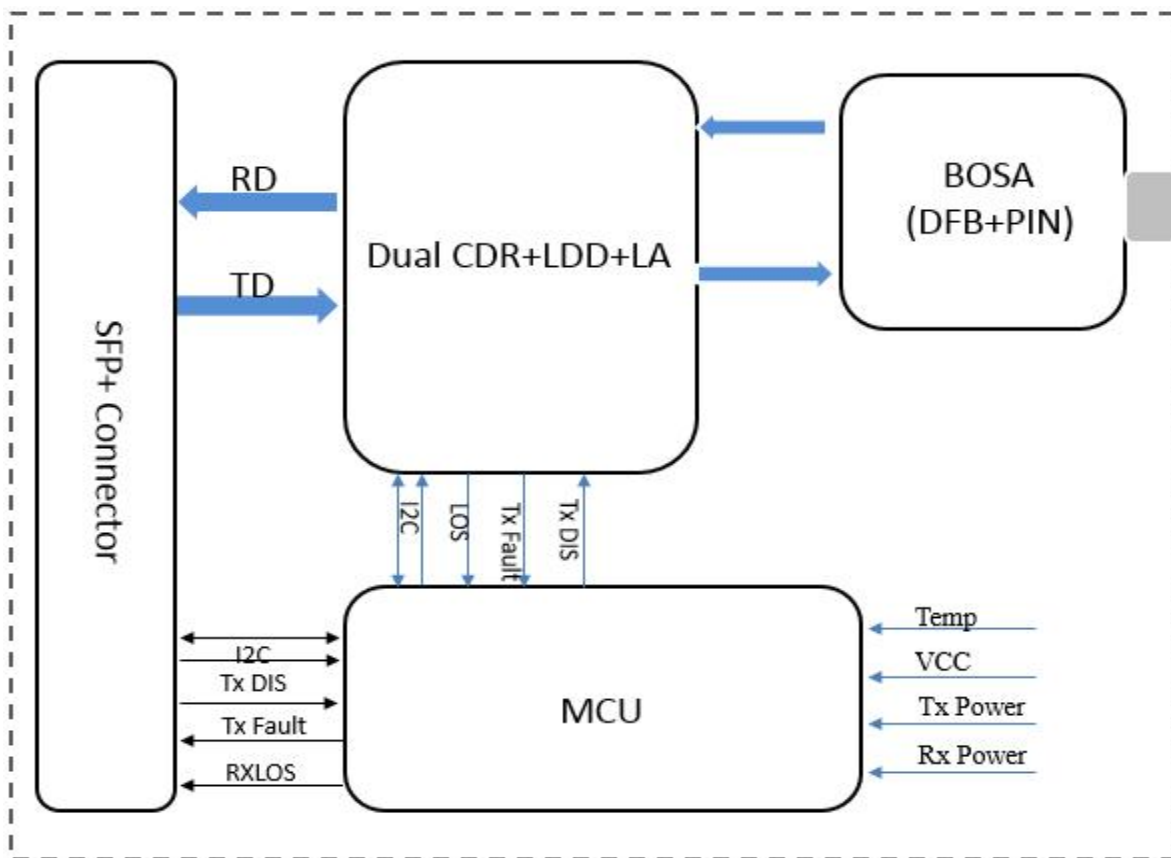 RD
TD
SFP+ Connector
Dual CDR+LDD+LA
BOSA
(DFB+PIN)
I2C
LOS
Tx Fault
Tx DIS
I2C
Tx DIS
Tx Fault
RXLOS
MCU
Temp
VCC
Tx Power
Rx Power